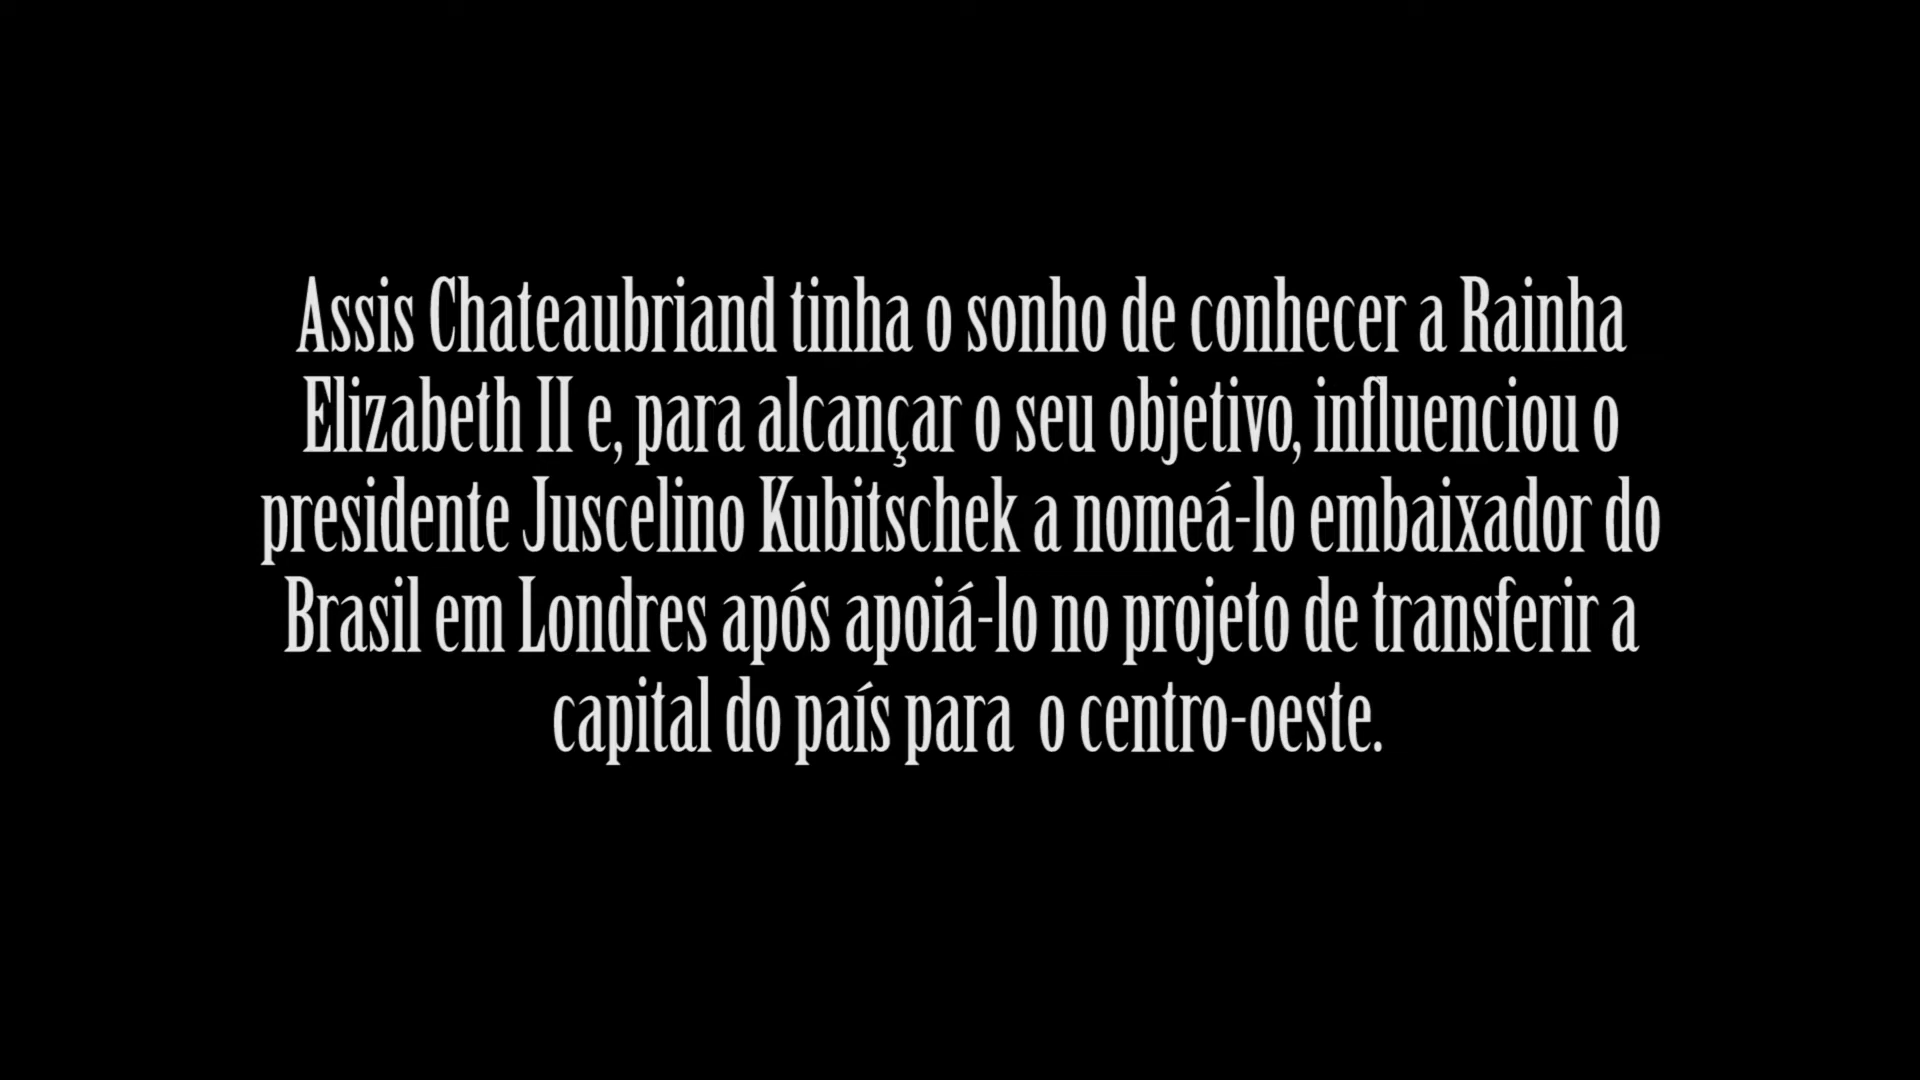 Assis Chateaubriand tinha o sonho de conhecer a Rainha
Elizabeth II e, para alcançar o seu objetivo, influenciou o
presidente Juscelino Kubitschek a nomeá-lo embaixador do
Brasil em Londres após apoiá-lo no projeto de transferir a
capital do país para  o centro-oeste.